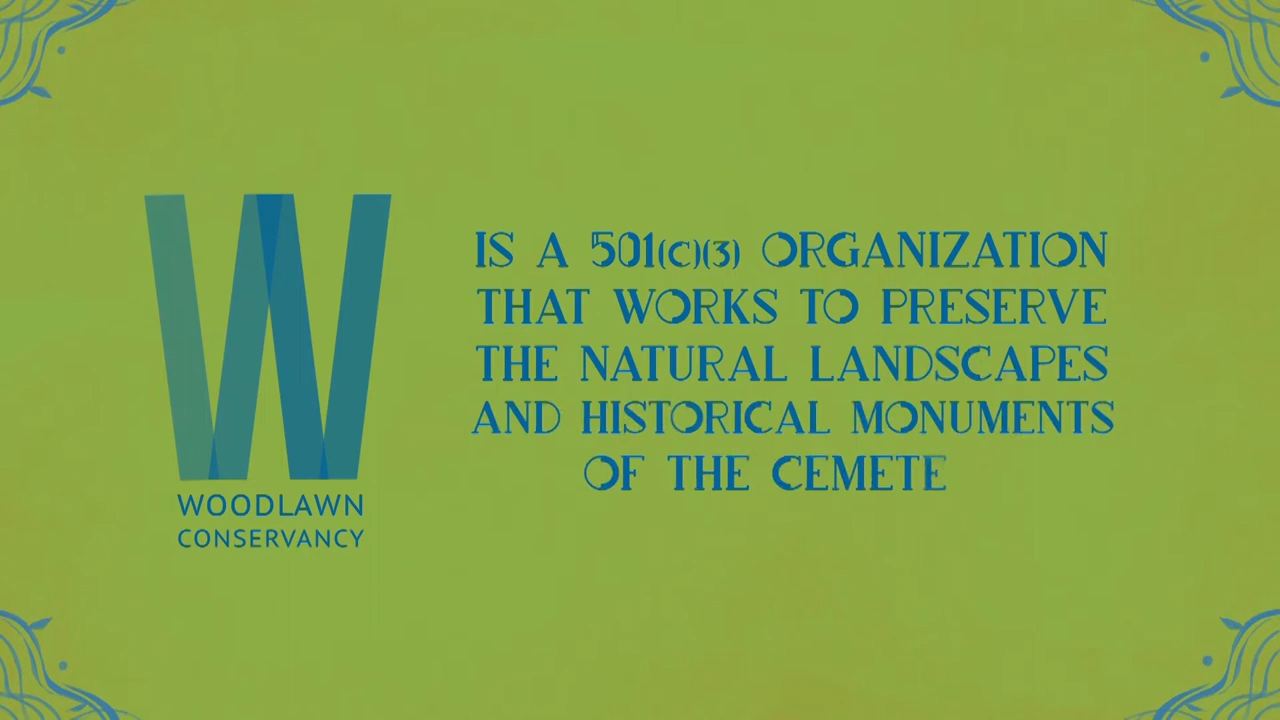 W
WOODLAWN
CONSERVANCY
IS A 501(C)(3) ORGANIZATION
THAT WORKS TO PRESERVE
THE NATURAL LANDSCAPES
AND HISTORICAL MONUMENTS
OF THE CEMETE